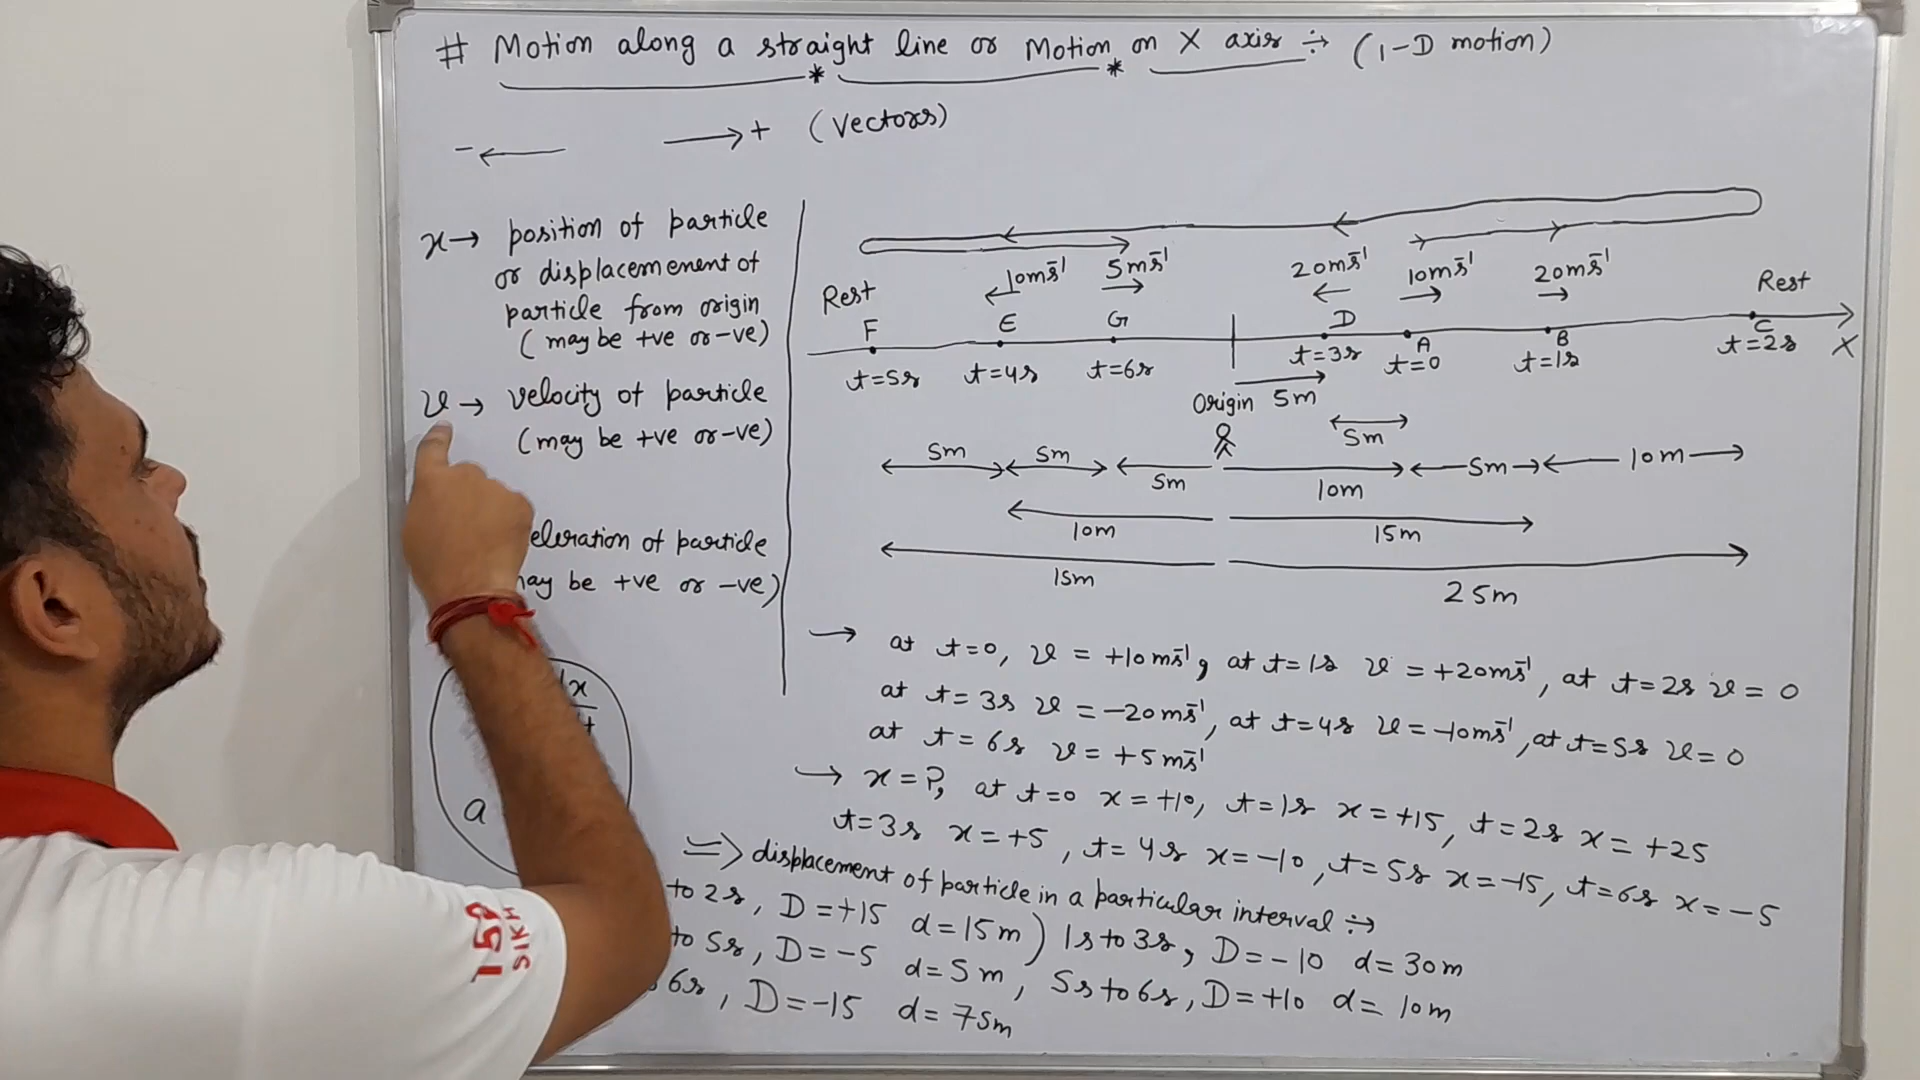 # Motion along a straight line or Motion on X axis ÷ (1-D motion)
- ← → + (Vectors)
x → position of particle
or displacemenent of
particle from origin
(may be +ve or -ve)
v → velocity of particle
(may be +ve or -ve)
eleration of particle
may be +ve or -ve)
a
20ms⁻¹ 10ms⁻¹ 20ms⁻¹
10ms⁻¹ 5ms⁻¹
Rest Rest
F E G D A B C
t=5s t=4s t=6s t=3s t=0 t=1s t=2s X
Origin 5m
5m
5m 5m 5m 10m 5m 10m
10m 15m
15m 25m
→ at t=0, v = +10ms⁻¹, at t=1s v = +20ms⁻¹, at t=2s v = 0
at t=3s v = -20ms⁻¹, at t=4s v = -10ms⁻¹, at t=5s v = 0
at t=6s v = +5ms⁻¹
→ x=?, at t=0 x=+10, t=1s x=+15, t=2s x=+25
t=3s x=+5, t=4s x=-10, t=5s x=-15, t=6s x=-5
=> displacement of particle in a particular interval ÷
to 2s, D=+15 d=15m) 1s to 3s, D=-10 d=30m
to 5s, D=-5 d=5m, 5s to 6s, D=+10 d=10m
6s, D=-15 d=75m
159
SIKH